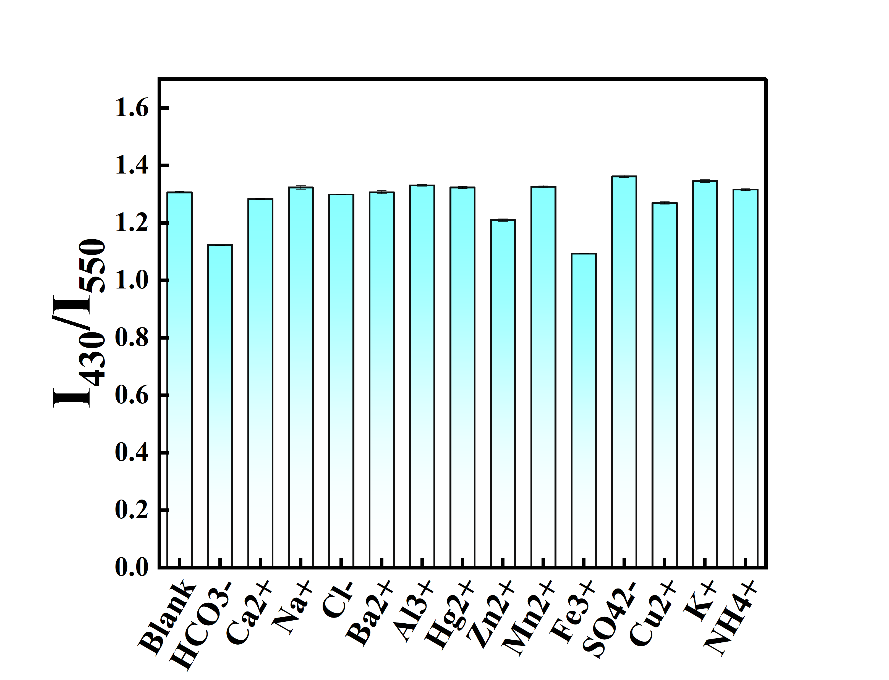 I430/I550
1.6
1.4
1.2
1.0
0.8
0.6
0.4
0.2
0.0
Blank
HCO3-
Ca2+
Na+
Cl-
Ba2+
Al3+
Hg2+
Zn2+
Mn2+
Fe3+
SO42-
Cu2+
K+
NH4+